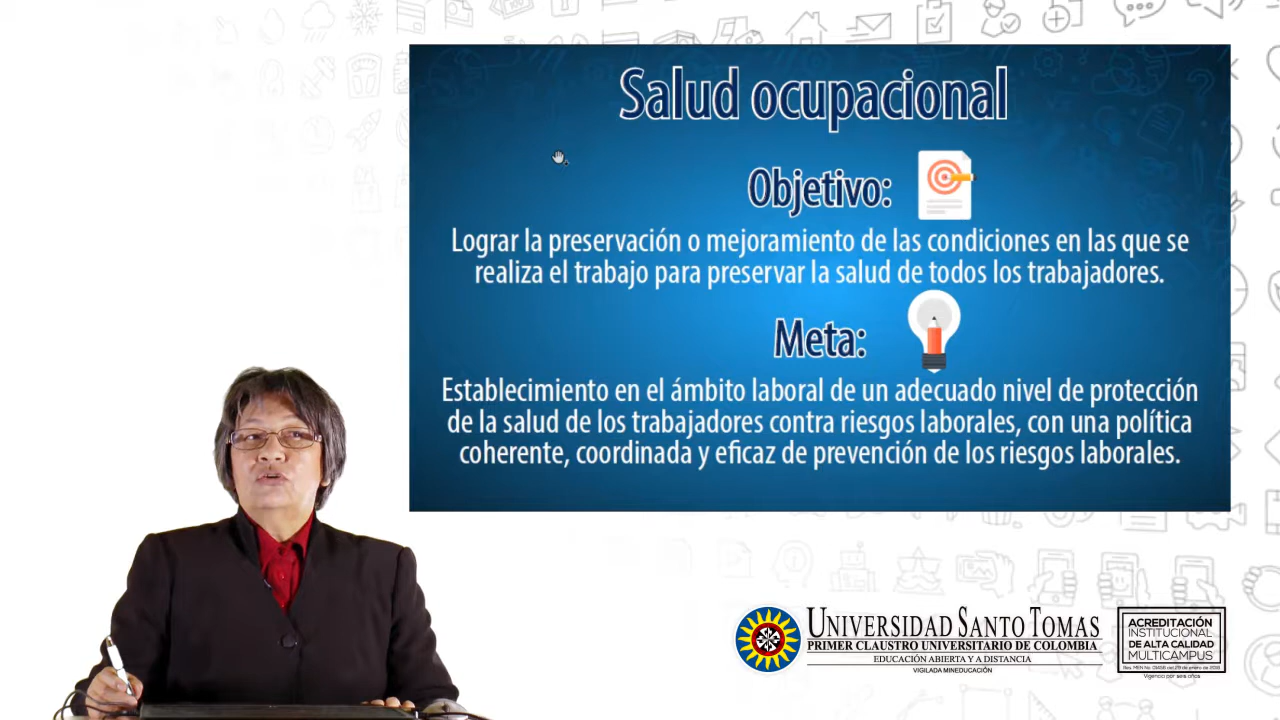 Salud ocupacional
Objetivo:
Lograr la preservación o mejoramiento de las condiciones en las que se
realiza el trabajo para preservar la salud de todos los trabajadores.
Meta:
Establecimiento en el ámbito laboral de un adecuado nivel de protección
de la salud de los trabajadores contra riesgos laborales, con una política
coherente, coordinada y eficaz de prevención de los riesgos laborales.
UNIVERSIDAD SANTO TOMAS
PRIMER CLAUSTRO UNIVERSITARIO DE COLOMBIA
EDUCACIÓN ABIERTA Y A DISTANCIA
VIGILADA MINEDUCACIÓN
ACREDITACIÓN
INSTITUCIONAL
DE ALTA CALIDAD
MULTICAMPUS
Vigencia por seis años